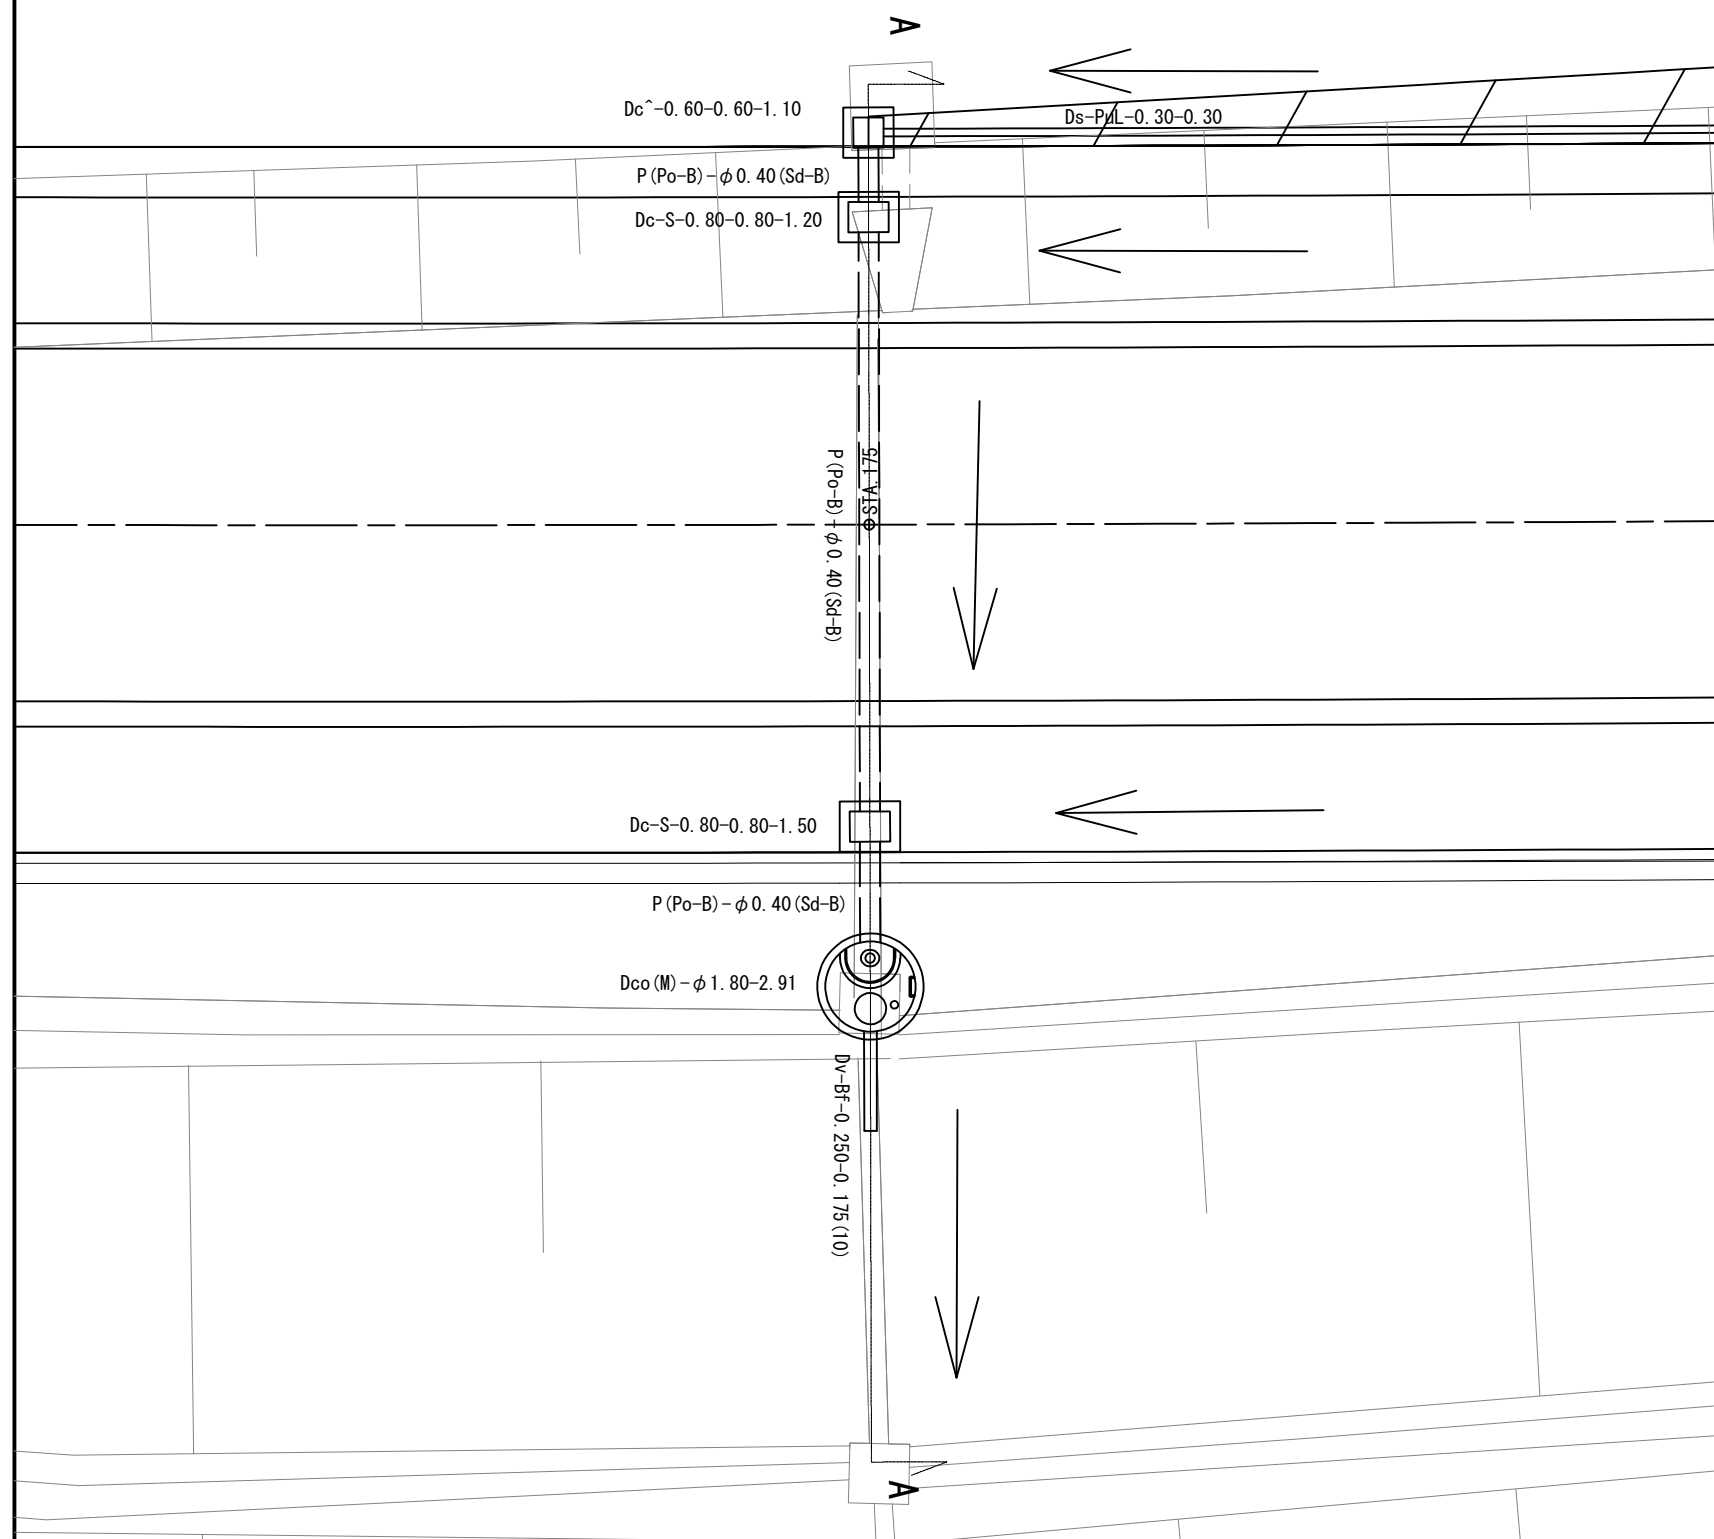 A
Dc^-0.60-0.60-1.10
Ds-PuL-0.30-0.30
P(Po-B)-φ0.40(Sd-B)
Dc-S-0.80-0.80-1.20
STA.175
P(Po-B)-φ0.40(Sd-B)
Dc-S-0.80-0.80-1.50
P(Po-B)-φ0.40(Sd-B)
Dco(M)-φ1.80-2.91
Dv-Bf-0.250-0.175(10)
A